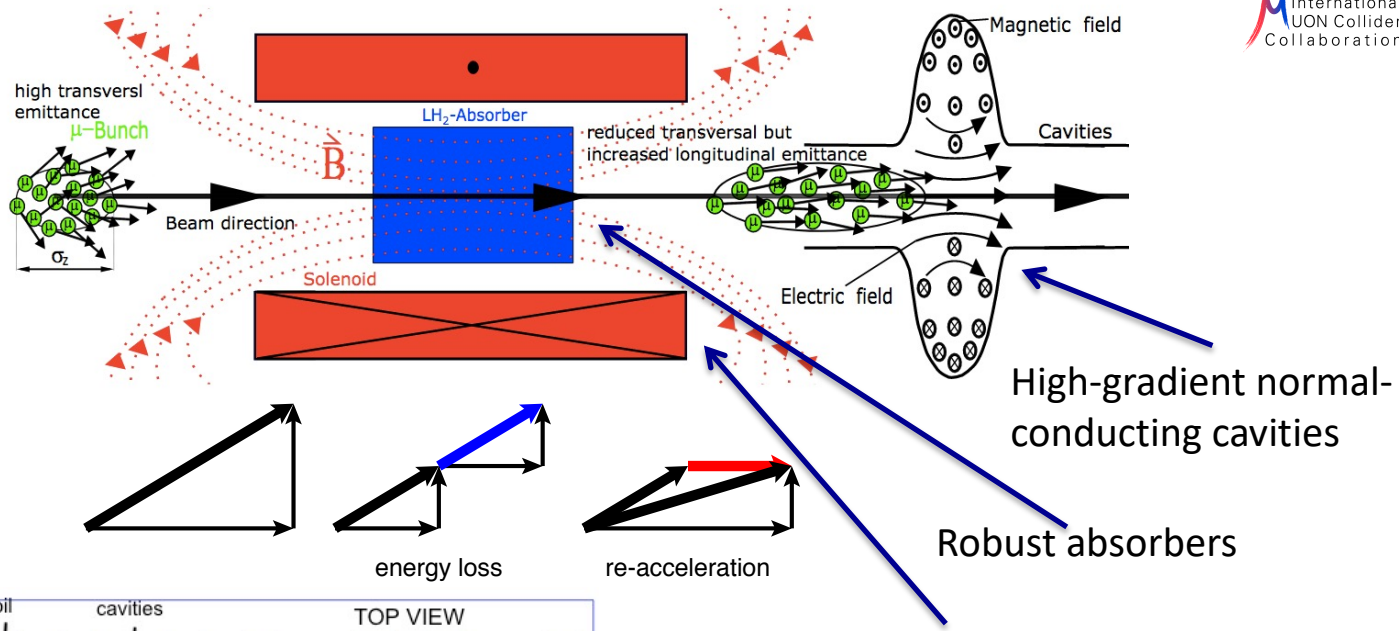 International
UON Collider
Collaboration
Magnetic field
high transversl
emittance
μ-Bunch
LH₂-Absorber
B
reduced transversal but
increased longitudinal emittance
Cavities
μ μ μ μ μ μ μ μ μ μ μ μ μ
Beam direction
σz
Solenoid
Electric field
High-gradient normal-
conducting cavities
Robust absorbers
energy loss
re-acceleration
cavities
TOP VIEW